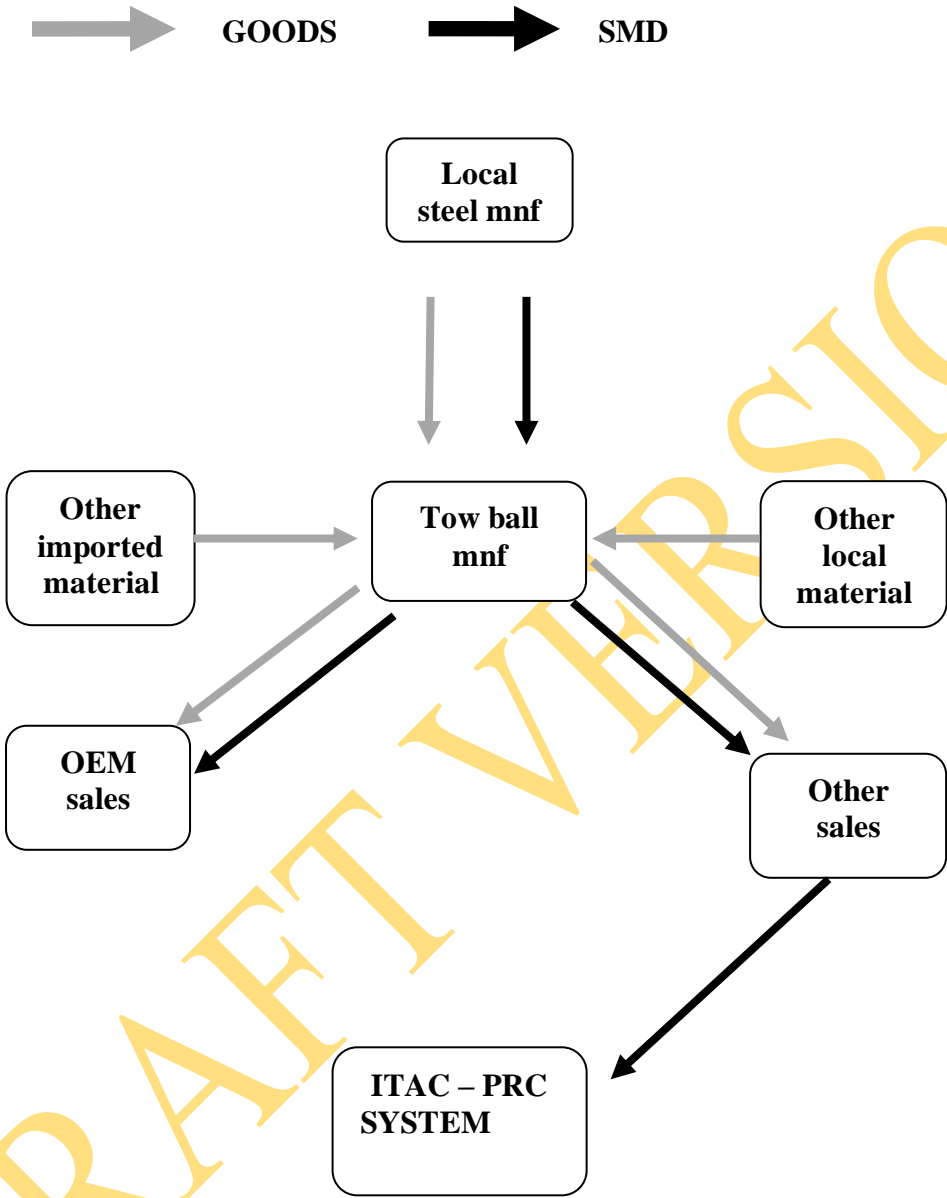 GOODS
SMD
Local
steel mnf
Other
imported
material
Tow ball
mnf
Other
local
material
OEM
sales
Other
sales
ITAC – PRC
SYSTEM
RAFT VERSIO